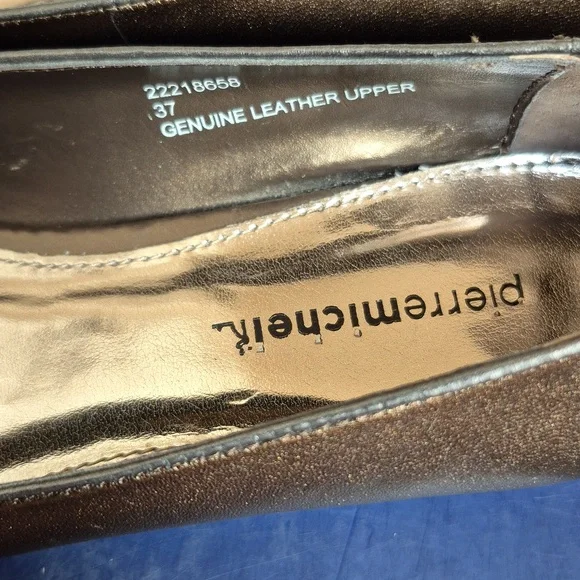 22218658
37
GENUINE LEATHER UPPER
pierremichel